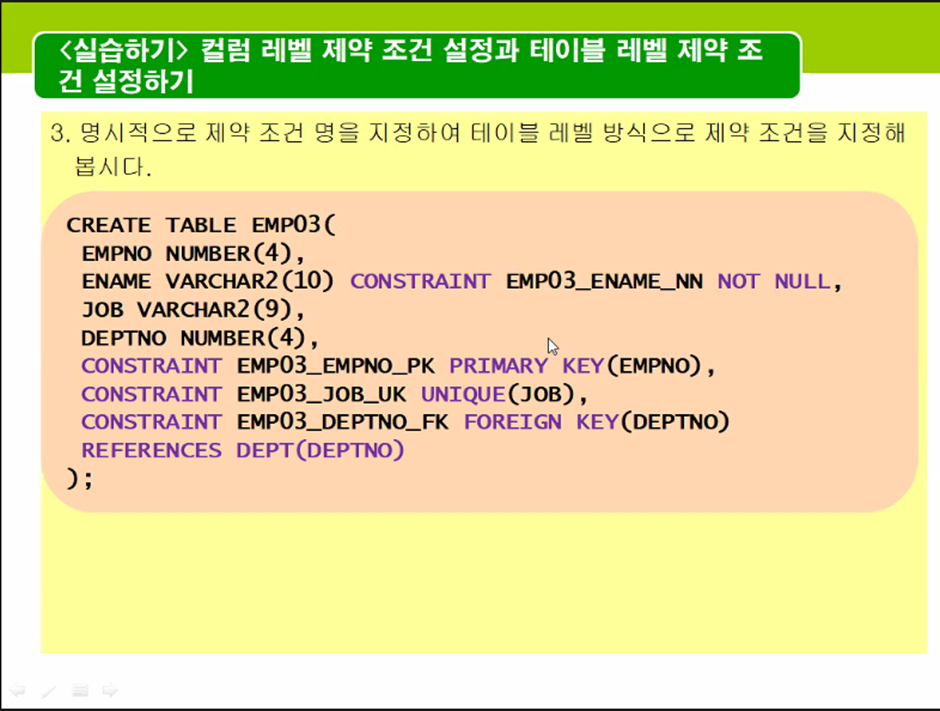 <실습하기> 컬럼 레벨 제약 조건 설정과 테이블 레벨 제약 조
건 설정하기
3. 명시적으로 제약 조건 명을 지정하여 테이블 레벨 방식으로 제약 조건을 지정해
봅시다.
CREATE TABLE EMP03(
EMPNO NUMBER(4),
ENAME VARCHAR2(10) CONSTRAINT EMP03_ENAME_NN NOT NULL,
JOB VARCHAR2(9),
DEPTNO NUMBER(4),
CONSTRAINT EMP03_EMPNO_PK PRIMARY KEY(EMPNO),
CONSTRAINT EMP03_JOB_UK UNIQUE(JOB),
CONSTRAINT EMP03_DEPTNO_FK FOREIGN KEY(DEPTNO)
REFERENCES DEPT(DEPTNO)
);